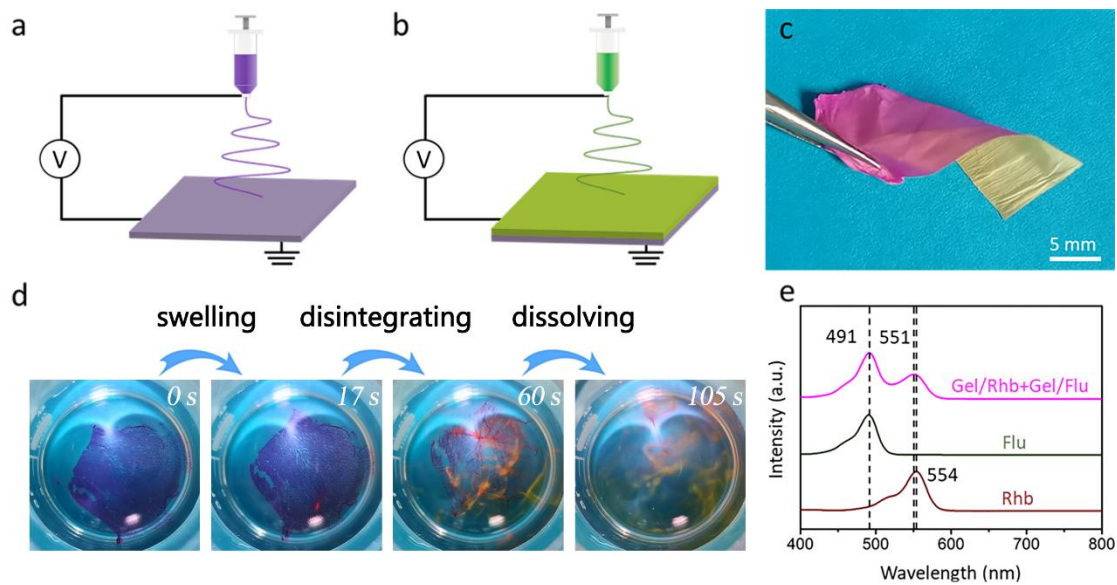 a
V
b
V
c
5 mm
d
swelling
disintegrating
dissolving
0 s
17 s
60 s
105 s
e
491
551
Gel/Rhb+Gel/Flu
Flu
554
Rhb
Intensity (a.u.)
400
500
600
700
800
Wavelength (nm)